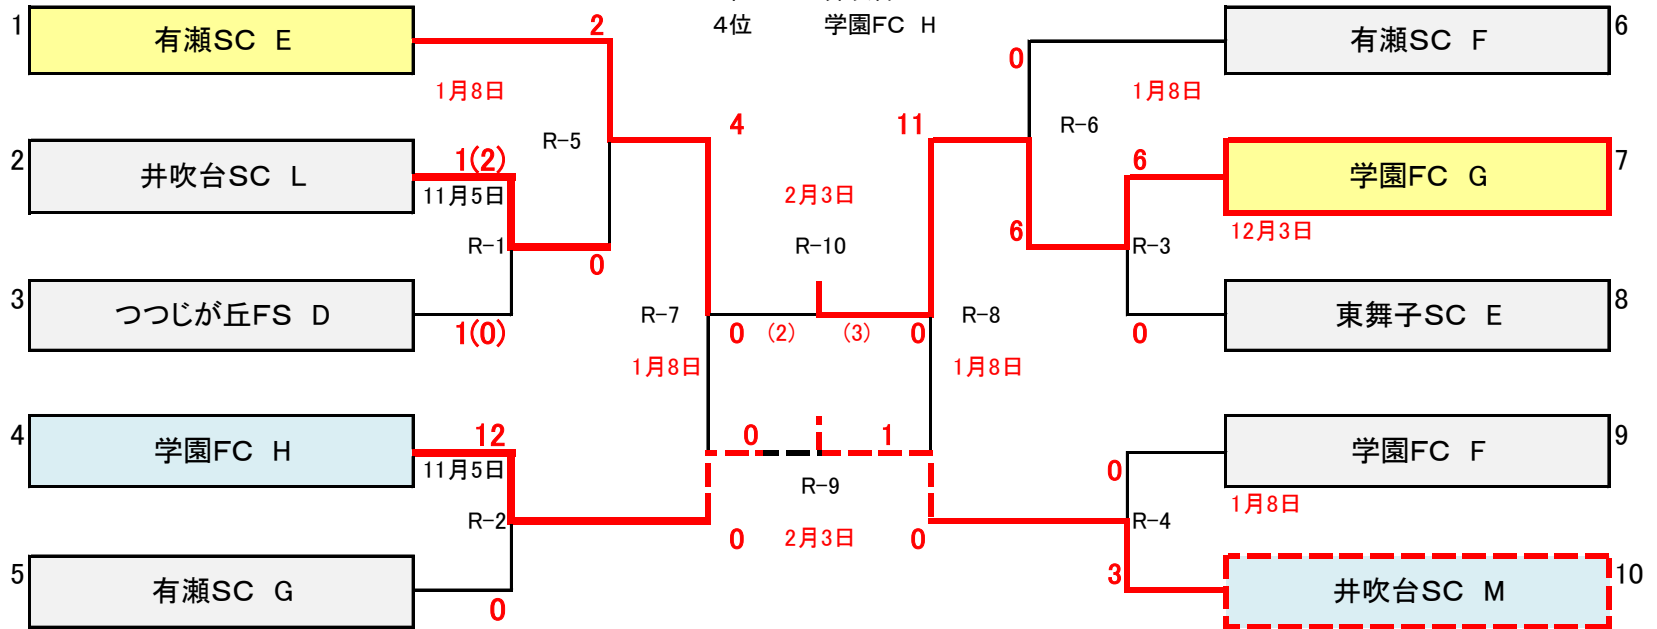 4位 学園FC H
1 有瀬SC E 2
0 有瀬SC F 6
1月8日
1月8日
4
11
R-5
R-6
2 井吹台SC L 1(2)
6 学園FC G 7
11月5日
2月3日
12月3日
R-1
0
R-10
6
R-3
3 つつじが丘FS D 1(0)
0 東舞子SC E 8
R-7
0 (2) (3) 0
R-8
1月8日
1月8日
4 学園FC H 12
0 1
0 学園FC F 9
11月5日
R-9
1月8日
R-2
0 2月3日 0
R-4
5 有瀬SC G 0
3 井吹台SC M 10